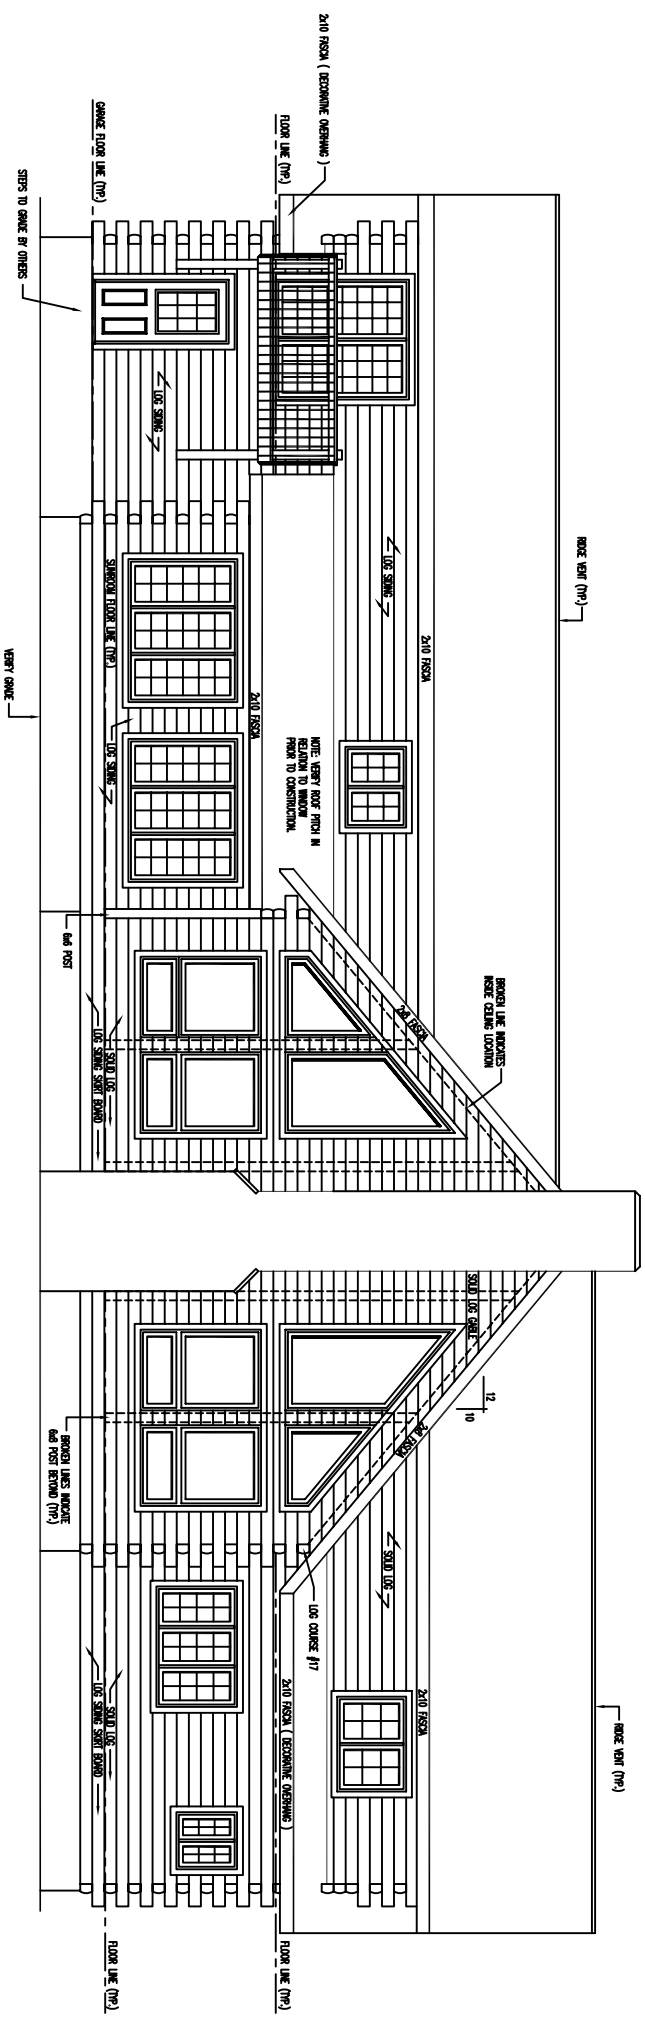 2x10 FASCIA ( DECORATIVE OVERHANG )
FLOOR LINE (TYP.)
GARAGE FLOOR LINE (TYP.)
STEPS TO GRADE BY OTHERS
LOG SIDING
RIDGE VENT (TYP.)
LOG SIDING
2x10 FASCIA
SUNROOM FLOOR LINE (TYP.)
VERIFY GRADE
2x10 FASCIA
LOG SIDING
NOTE: VERIFY ROOF PITCH IN
RELATION TO WINDOW
PRIOR TO CONSTRUCTION.
6x6 POST
BROKEN LINE INDICATES
INSIDE CEILING LOCATION
2x8 FASCIA
SOLID LOG
LOG SIDING SKIRT BOARD
SOLID LOG GABLE
12
10
2x8 FASCIA
BROKEN LINES INDICATE
6x8 POST BEYOND (TYP.)
SOLID LOG
LOG COURSE #17
2x10 FASCIA
RIDGE VENT (TYP.)
2x10 FASCIA ( DECORATIVE OVERHANG )
SOLID LOG
LOG SIDING SKIRT BOARD
FLOOR LINE (TYP.)
FLOOR LINE (TYP.)